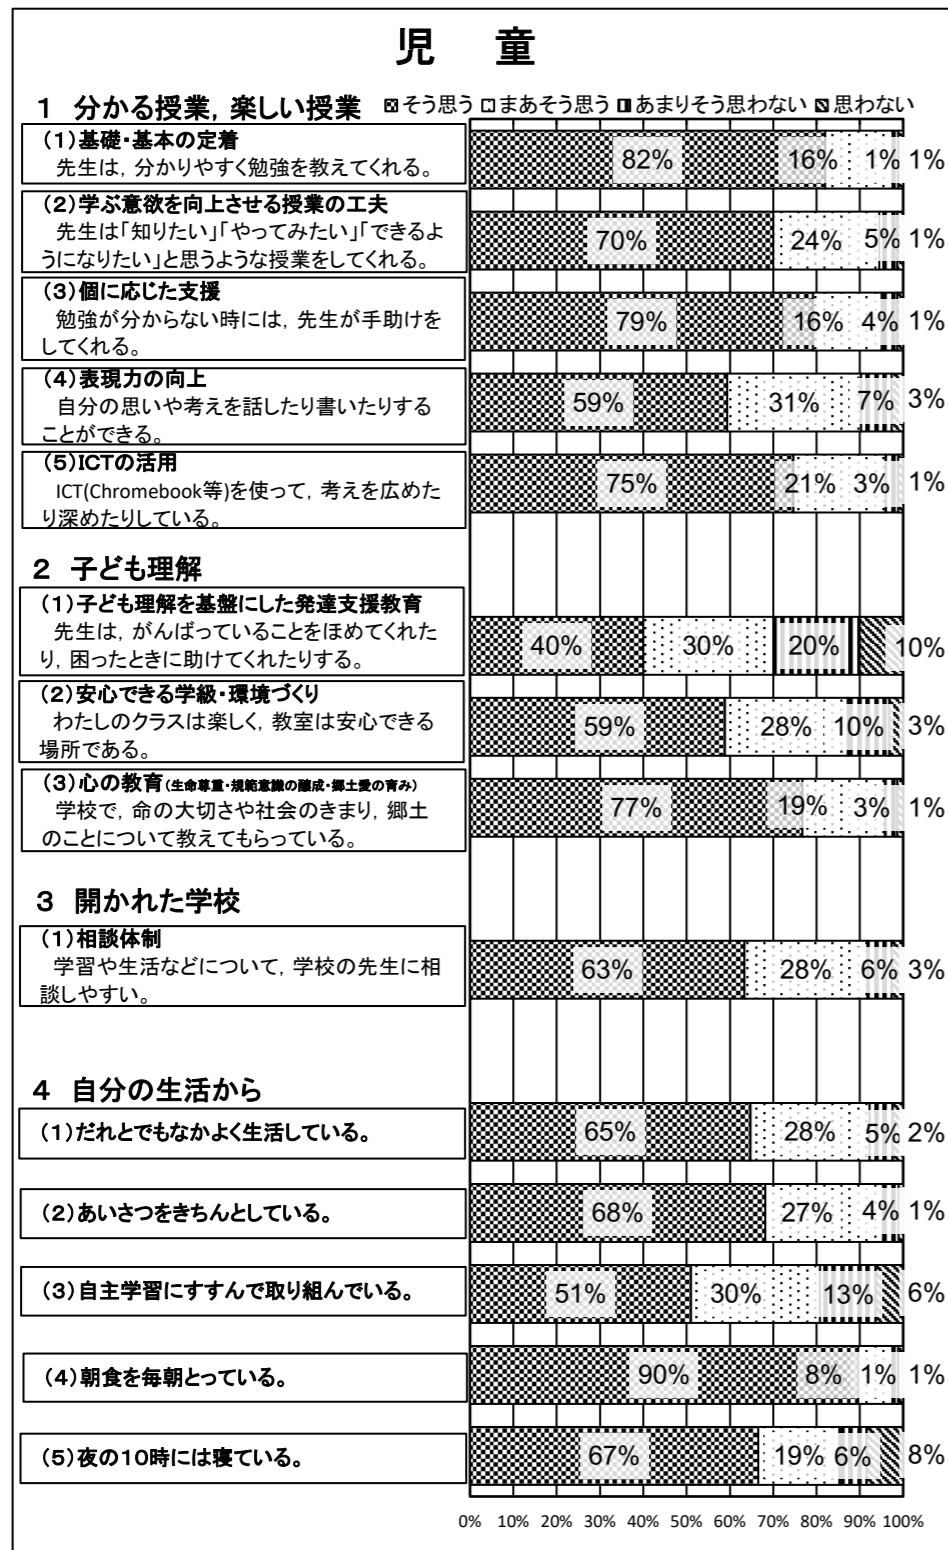 児　童
1　分かる授業，楽しい授業　そう思う　まあそう思う　あまりそう思わない　思わない
（1）基礎・基本の定着
先生は，分かりやすく勉強を教えてくれる。
82%　16%　1%　1%
（2）学ぶ意欲を向上させる授業の工夫
先生は「知りたい」「やってみたい」「できるよ
うになりたい」と思うような授業をしてくれる。
70%　24%　5%　1%
（3）個に応じた支援
勉強が分からない時には，先生が手助けを
してくれる。
79%　16%　4%　1%
（4）表現力の向上
自分の思いや考えを話したり書いたりする
ことができる。
59%　31%　7%　3%
（5）ICTの活用
ICT(Chromebook等)を使って，考えを広めた
り深めたりしている。
75%　21%　3%　1%
2　子ども理解
（1）子ども理解を基盤にした発達支援教育
先生は，がんばっていることをほめてくれた
り，困ったときに助けてくれたりする。
40%　30%　20%　10%
（2）安心できる学級・環境づくり
わたしのクラスは楽しく，教室は安心できる
場所である。
59%　28%　10%　3%
（3）心の教育（生命尊重・規範意識の醸成・郷土愛の育み）
学校で，命の大切さや社会のきまり，郷土
のことについて教えてもらっている。
77%　19%　3%　1%
3　開かれた学校
（1）相談体制
学習や生活などについて，学校の先生に相
談しやすい。
63%　28%　6%　3%
4　自分の生活から
（1）だれとでもなかよく生活している。
65%　28%　5%　2%
（2）あいさつをきちんとしている。
68%　27%　4%　1%
（3）自主学習にすすんで取り組んでいる。
51%　30%　13%　6%
（4）朝食を毎朝とっている。
90%　8%　1%　1%
（5）夜の10時には寝ている。
67%　19%　6%　8%
0%　10%　20%　30%　40%　50%　60%　70%　80%　90%　100%